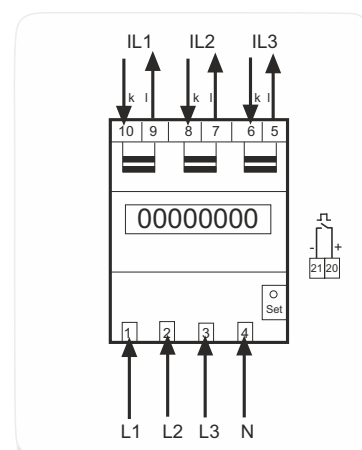 IL1 IL2 IL3
k l k l k l
10 9 8 7 6 5
00000000
- +
21 20
Set
1 2 3 4
L1 L2 L3 N